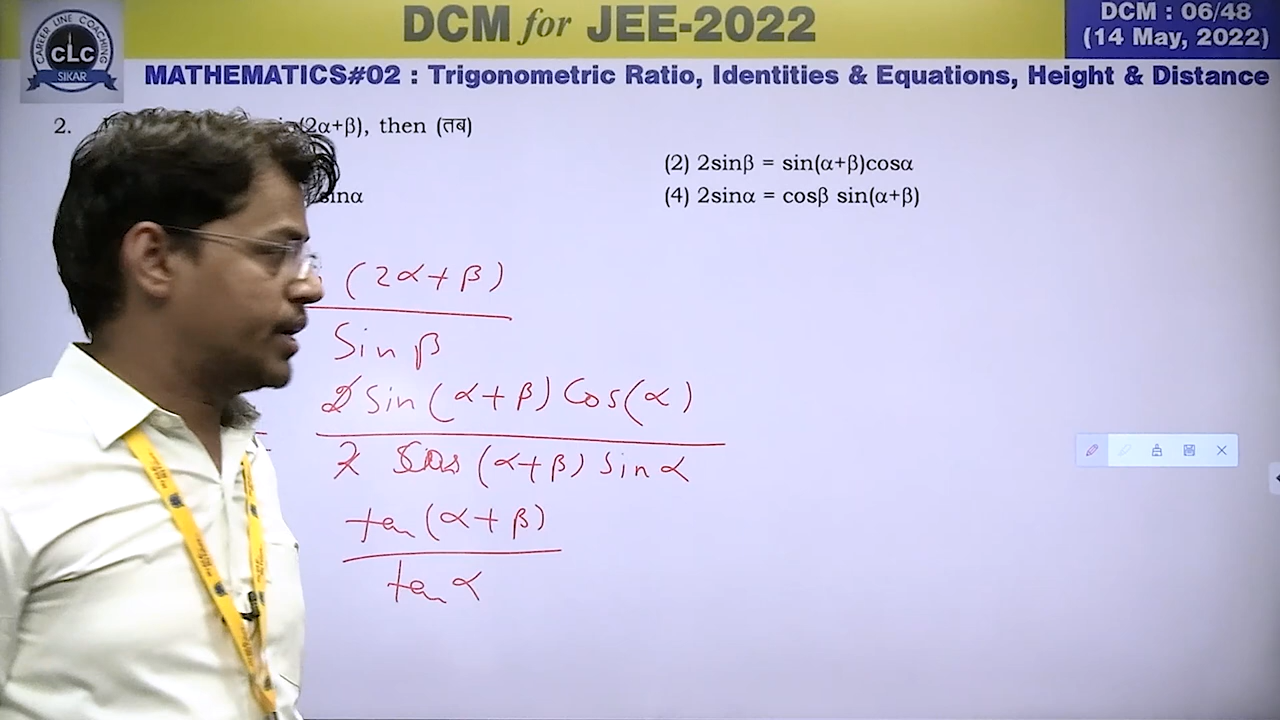 DCM for JEE-2022
DCM : 06/48
(14 May, 2022)
CAREER LINE COACHING
CLC
SIKAR
MATHEMATICS#02 : Trigonometric Ratio, Identities & Equations, Height & Distance
2. (2α+β), then (तब)
(2) 2sinβ = sin(α+β)cosα
sinα
(4) 2sinα = cosβ sin(α+β)
(2α+β)
Sin β
2 Sin (α+β) Cos(α)
=
2 Cos (α+β) Sin α
tan (α+β)
tan α